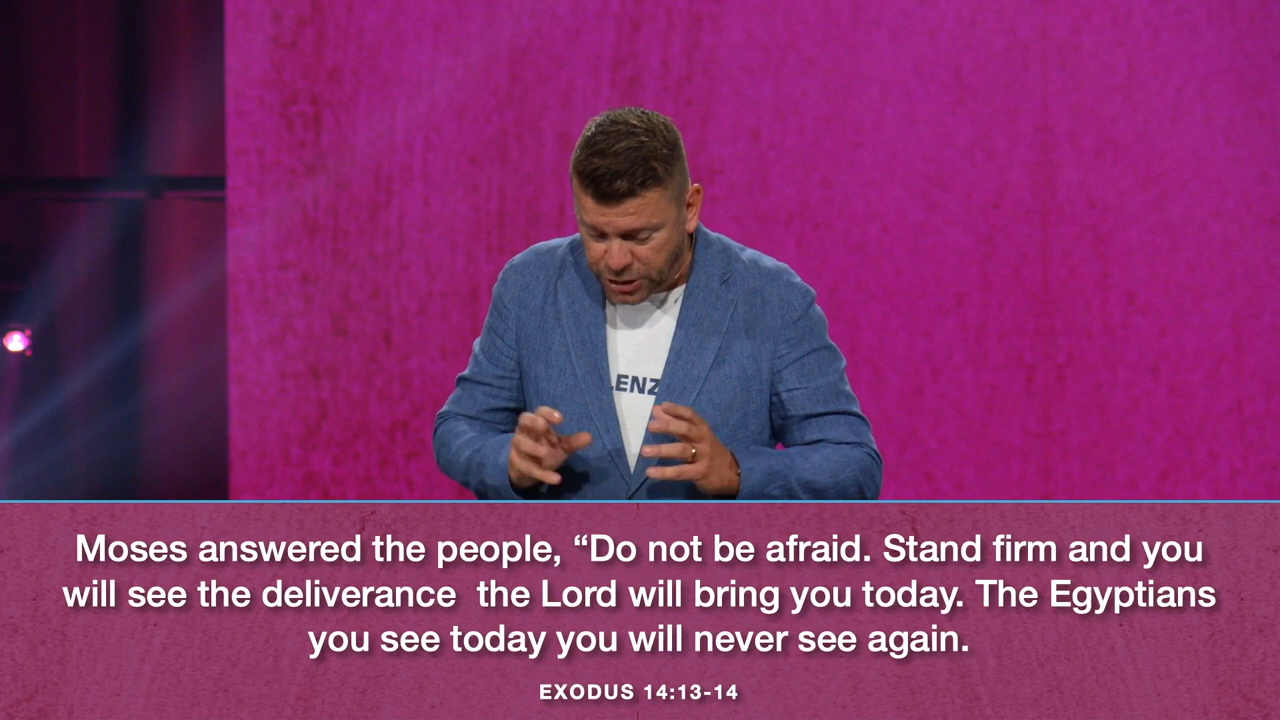 LENZ
Moses answered the people, “Do not be afraid. Stand firm and you
will see the deliverance  the Lord will bring you today. The Egyptians
you see today you will never see again.
EXODUS 14:13-14